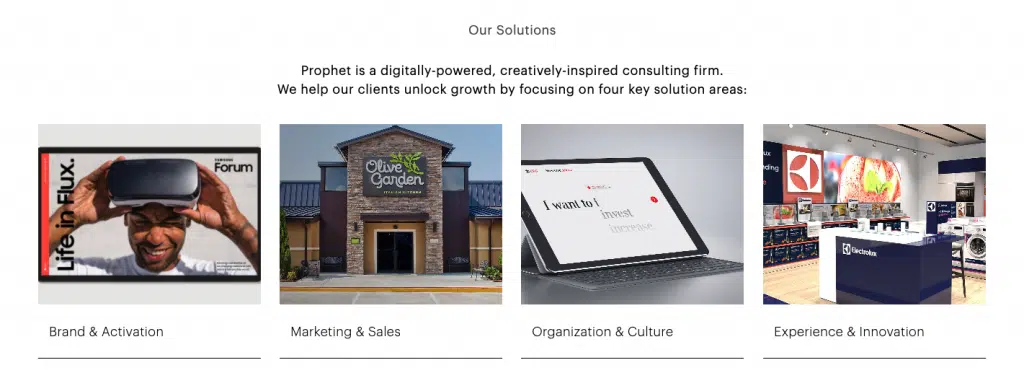 Our Solutions
Prophet is a digitally-powered, creatively-inspired consulting firm.
We help our clients unlock growth by focusing on four key solution areas:
Life in Flux.
Forum
Olive
Garden
ITALIAN KITCHEN
I want to
invest
increase
Electrolux
Brand & Activation
Marketing & Sales
Organization & Culture
Experience & Innovation